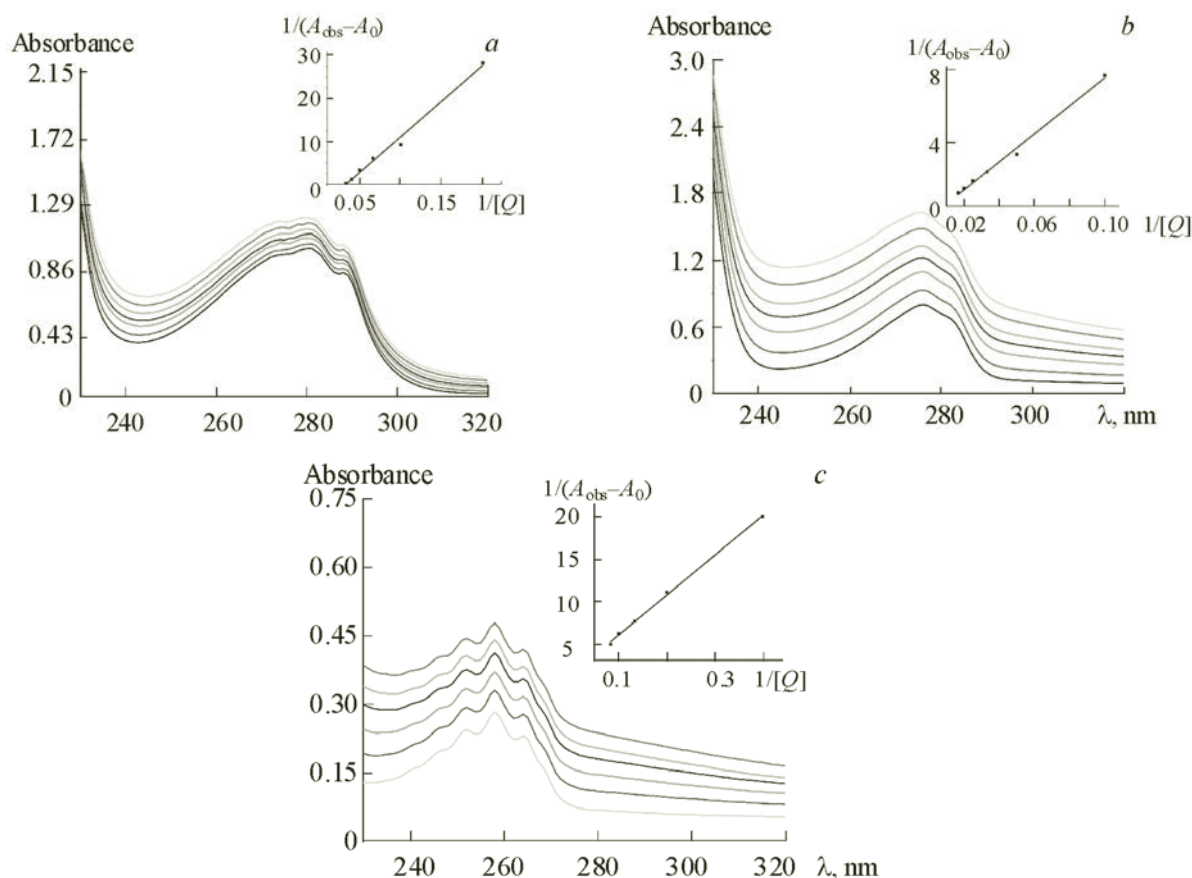 Absorbance
1/(Aobs–A0)
a
2.15
1.72
1.29
0.86
0.43
0
240 260 280 300 320
30
20
10
0
0.05 0.15 1/[Q]
Absorbance
1/(Aobs–A0)
b
3.0
2.4
1.8
1.2
0.6
0
240 260 280 300 λ, nm
8
4
0
0.02 0.06 0.10 1/[Q]
Absorbance
1/(Aobs–A0)
c
0.75
0.60
0.45
0.30
0.15
0
240 260 280 300 320 λ, nm
20
15
10
5
0.1 0.3 1/[Q]